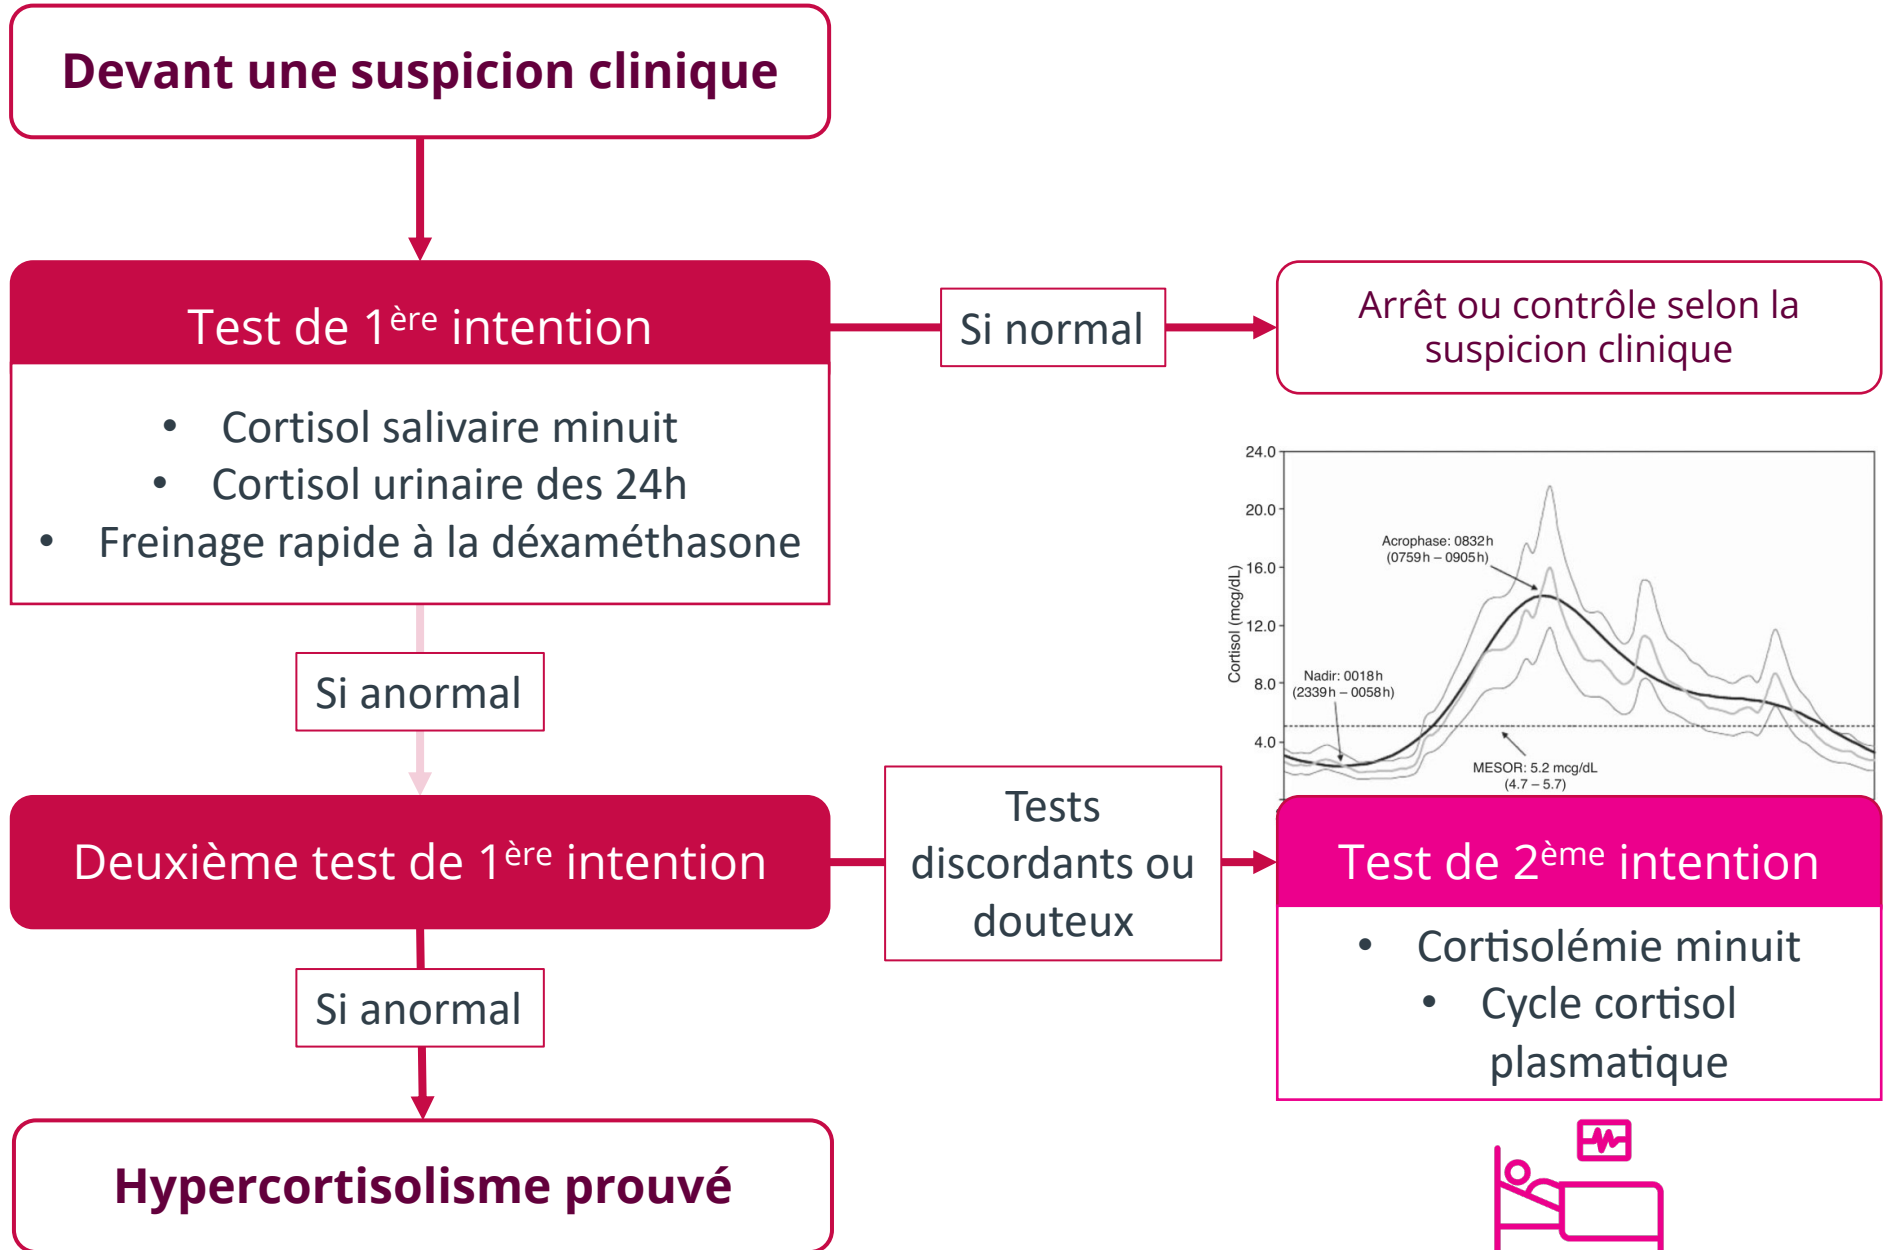 Devant une suspicion clinique
Test de 1ère intention
Si normal
Arrêt ou contrôle selon la
suspicion clinique
• Cortisol salivaire minuit
• Cortisol urinaire des 24h
• Freinage rapide à la déxaméthasone
24.0
20.0
16.0
12.0
8.0
4.0
Cortisol (mcg/dL)
Acrophase: 0832h
(0759h – 0905h)
Nadir: 0018h
(2339h – 0058h)
MESOR: 5.2 mcg/dL
(4.7 – 5.7)
Si anormal
Deuxième test de 1ère intention
Tests
discordants ou
douteux
Test de 2ème intention
• Cortisolémie minuit
• Cycle cortisol
plasmatique
Si anormal
Hypercortisolisme prouvé